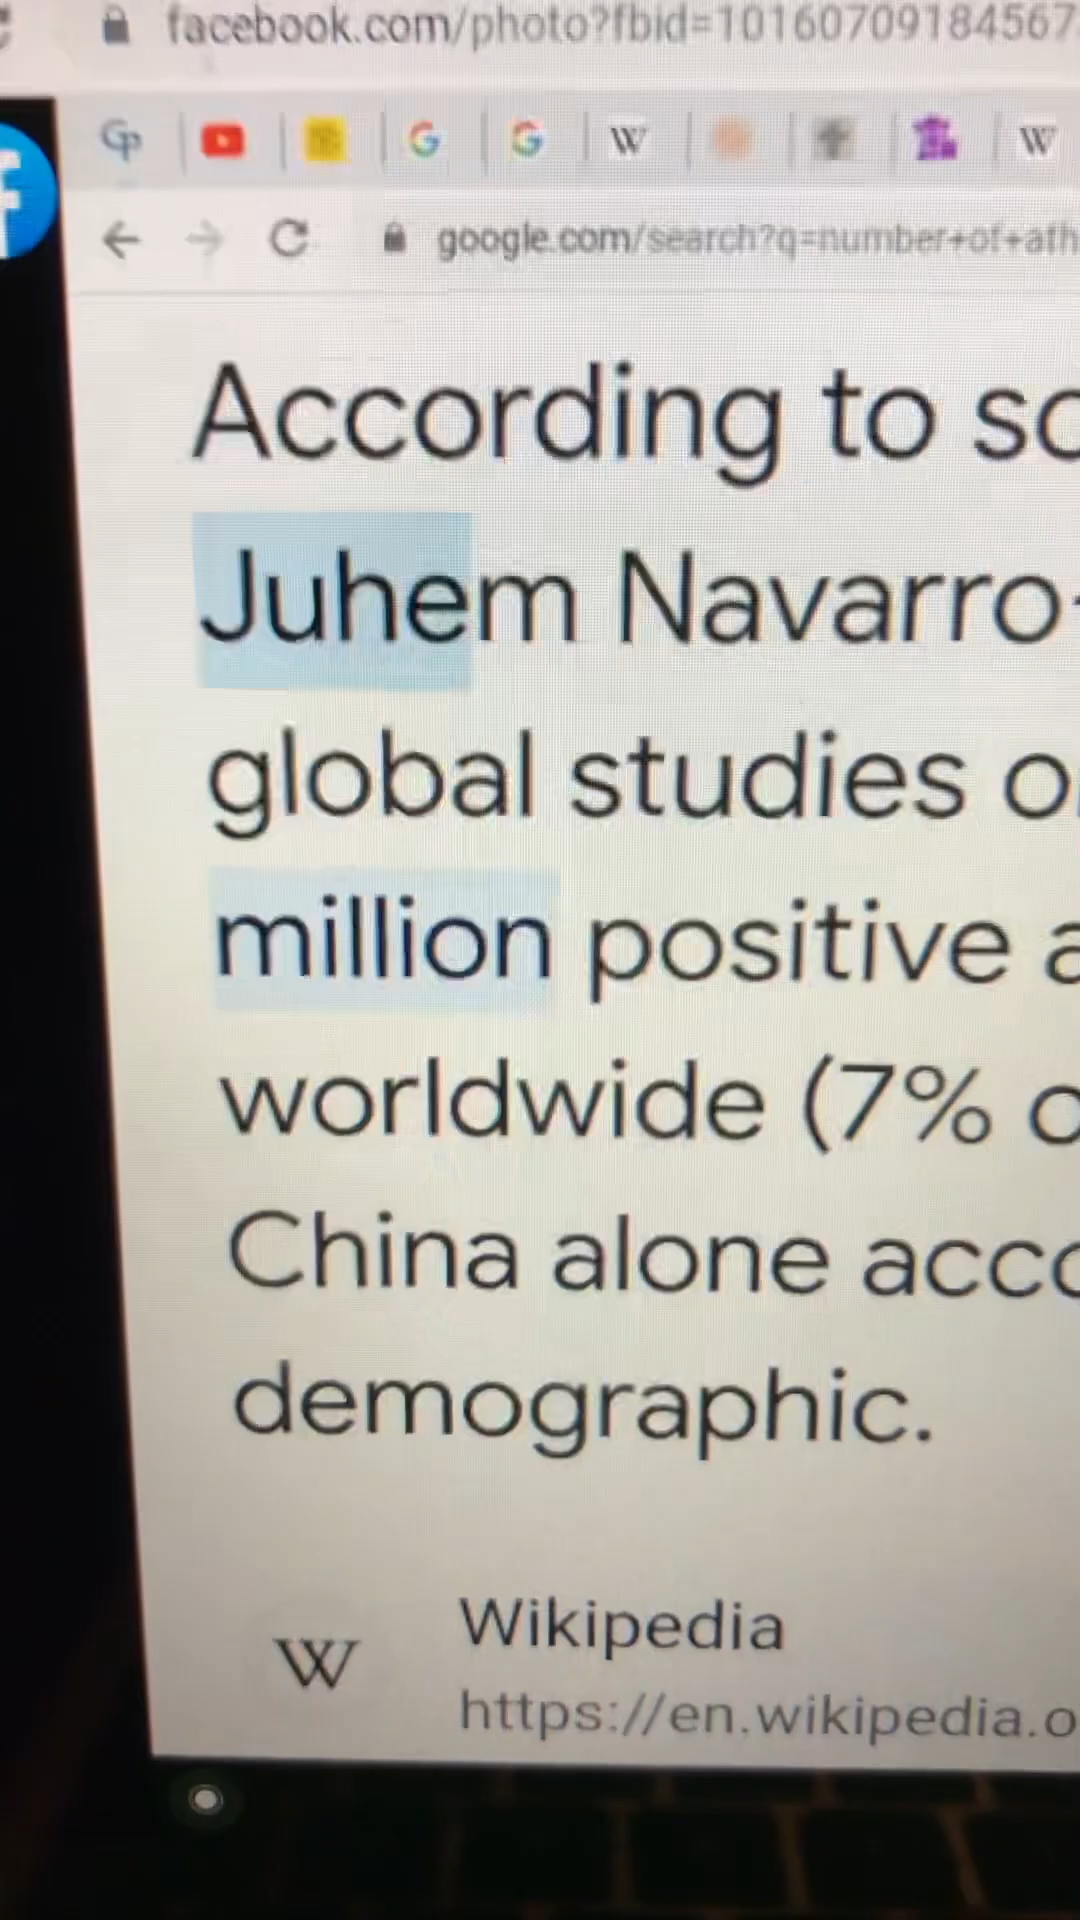 facebook.com/photo?fbid=10160709184567
google.com/search?q=number+of+ath
According to so
Juhem Navarro-
global studies o
million positive a
worldwide (7% o
China alone acco
demographic.
W
Wikipedia
https://en.wikipedia.o